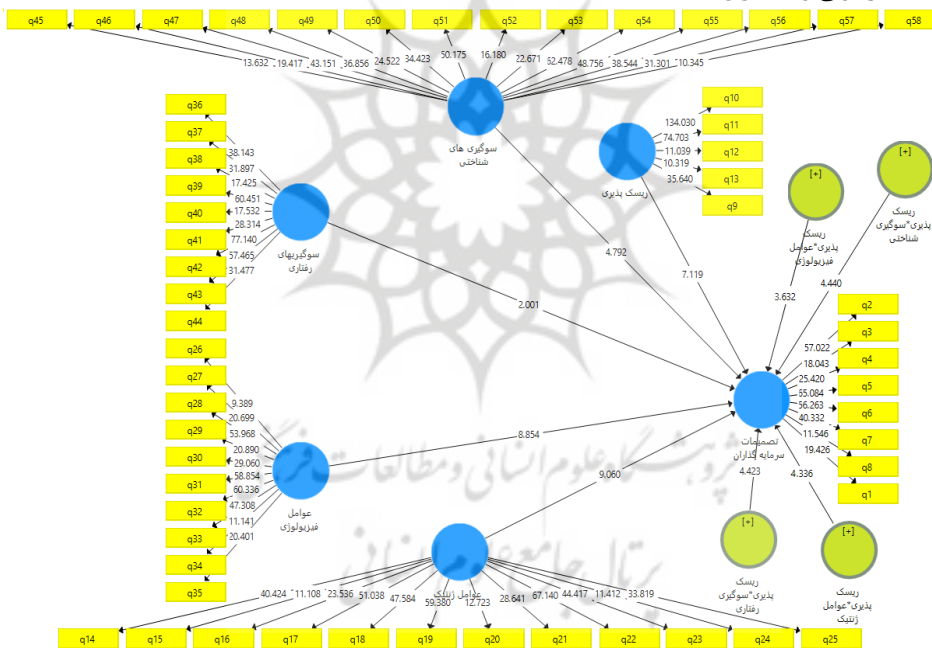 q45 q46 q47 q48 q49 q50 q51 q52 q53 q54 q55 q56 q57 q58
13.632 19.417 43.151 36.856 24.522 34.423 50.175 16.180 22.671 52.478 48.756 38.544 31.301 10.345
سوگیری های
شناختی
q36
q37
q38
q39
q40
q41
q42
q43
q44
38.143
31.897
17.425
60.451
17.532
28.314
77.140
57.465
31.477
سوگیریهای
رفتاری
q10
q11
q12
q13
q9
134.030
74.703
11.039
10.319
35.640
ریسک پذیری
[+]
ریسک
پذیری*عوامل
فیزیولوژی
[+]
ریسک
پذیری*سوگیری
شناختی
4.792
7.119
2.001
3.632
4.440
8.854
9.060
4.423
4.336
q2
q3
q4
q5
q6
q7
q8
q1
57.022
18.043
25.420
55.084
56.263
40.332
11.546
19.426
تصمیمات
سرمایه گذاران
q26
q27
q28
q29
q30
q31
q32
q33
q34
q35
9.389
20.699
53.968
20.890
29.060
58.854
60.336
47.308
11.141
20.401
عوامل
فیزیولوژی
[+]
ریسک
پذیری*سوگیری
رفتاری
[+]
ریسک
پذیری*عوامل
ژنتیک
عوامل ژنتیک
40.424 11.108 23.536 51.038 47.584 59.380 12.723 28.641 67.140 44.417 11.412 33.819
q14 q15 q16 q17 q18 q19 q20 q21 q22 q23 q24 q25
پژوهشگاه علوم انسانی و مطالعات فرهنگی
پرتال جامع علوم انسانی